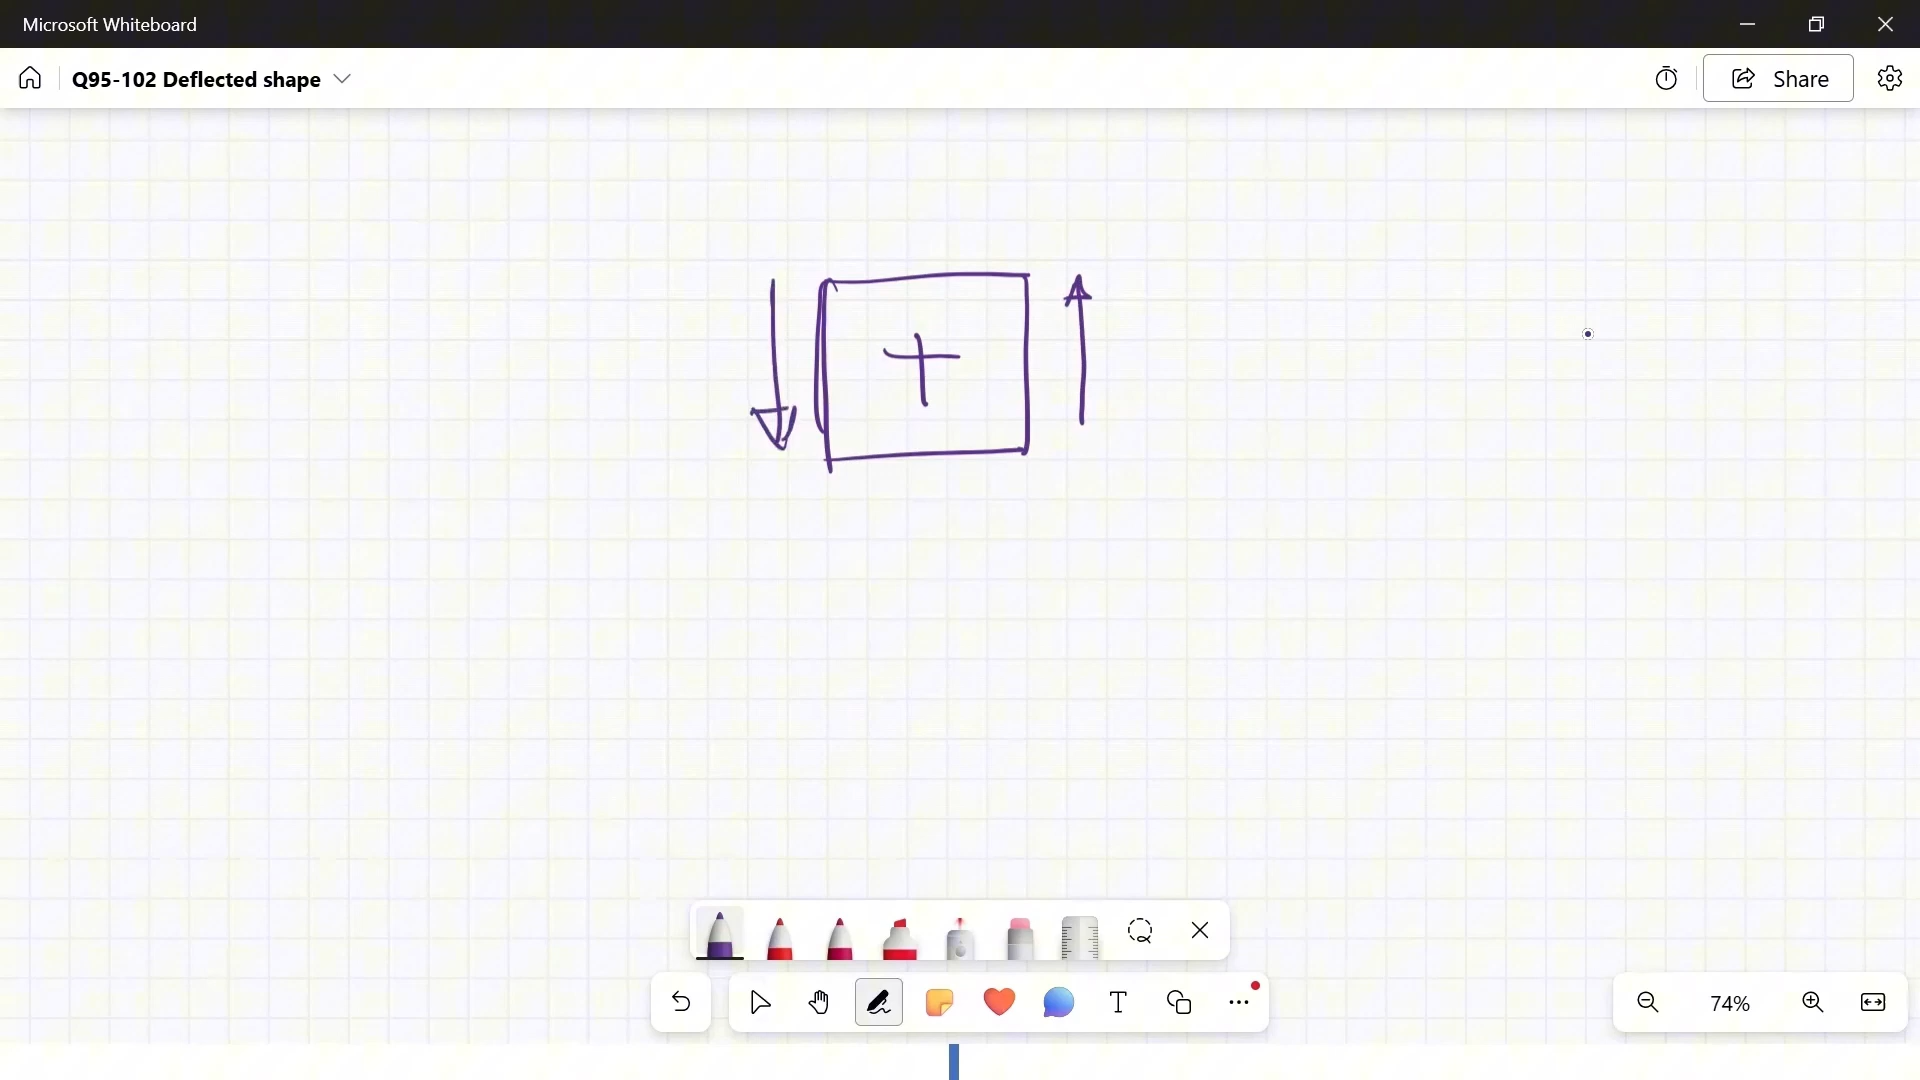 Microsoft Whiteboard
Q95-102 Deflected shape
Share
+
T
74%